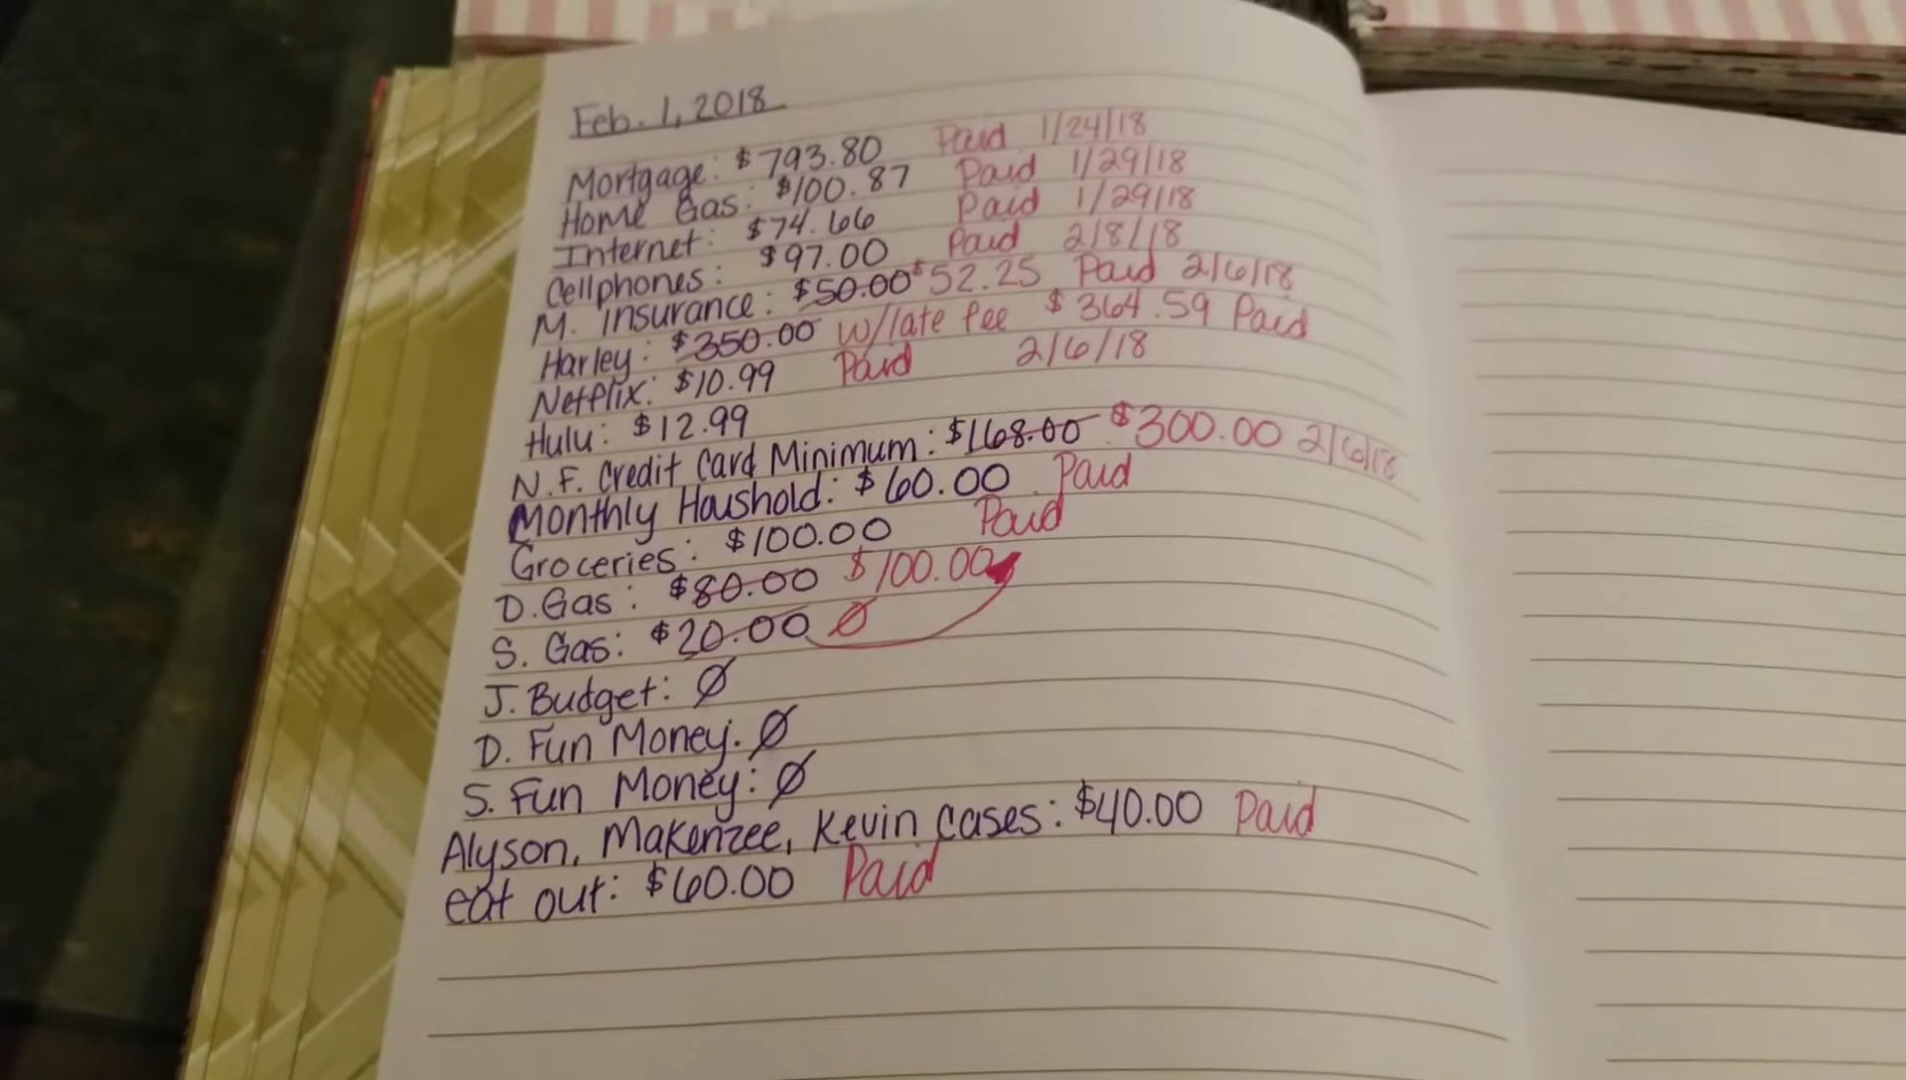 Feb. 1, 2018
Mortgage: $793.80 Paid 1/24/18
Home Gas: $100.87 Paid 1/29/18
Internet: $74.66 Paid 1/29/18
Cellphones: $97.00 Paid 2/8/18
M. Insurance: $50.00 $52.25 Paid 2/6/18
Harley: $350.00 w/late fee $364.59 Paid
Netflix: $10.99 Paid 2/6/18
Hulu: $12.99
N.F. Credit Card Minimum: $168.00 $300.00 2/6/18
Monthly Houshold: $60.00 Paid
Groceries: $100.00 Paid
D. Gas: $80.00 $100.00
S. Gas: $20.00 Ø
J. Budget: Ø
D. Fun Money: Ø
S. Fun Money: Ø
Alyson, Makenzee, Kevin cases: $40.00 Paid
eat out: $60.00 Paid